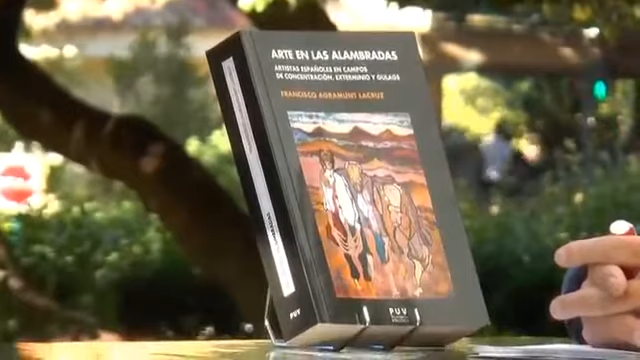 ARTE EN LAS ALAMBRADAS
ARTISTAS ESPAÑOLES EN CAMPOS
DE CONCENTRACIÓN, EXTERMINIO Y GULAGS
FRANCISCO AGRAMUNT LACRUZ
PUV
PUV